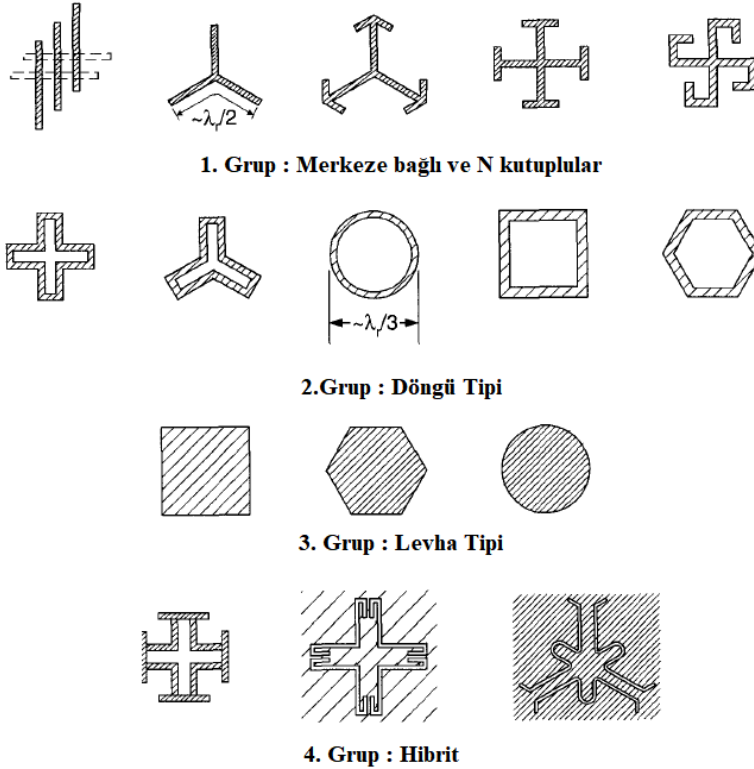 ~λr/2
1. Grup : Merkeze bağlı ve N kutuplular
~λr/3
2.Grup : Döngü Tipi
3. Grup : Levha Tipi
4. Grup : Hibrit